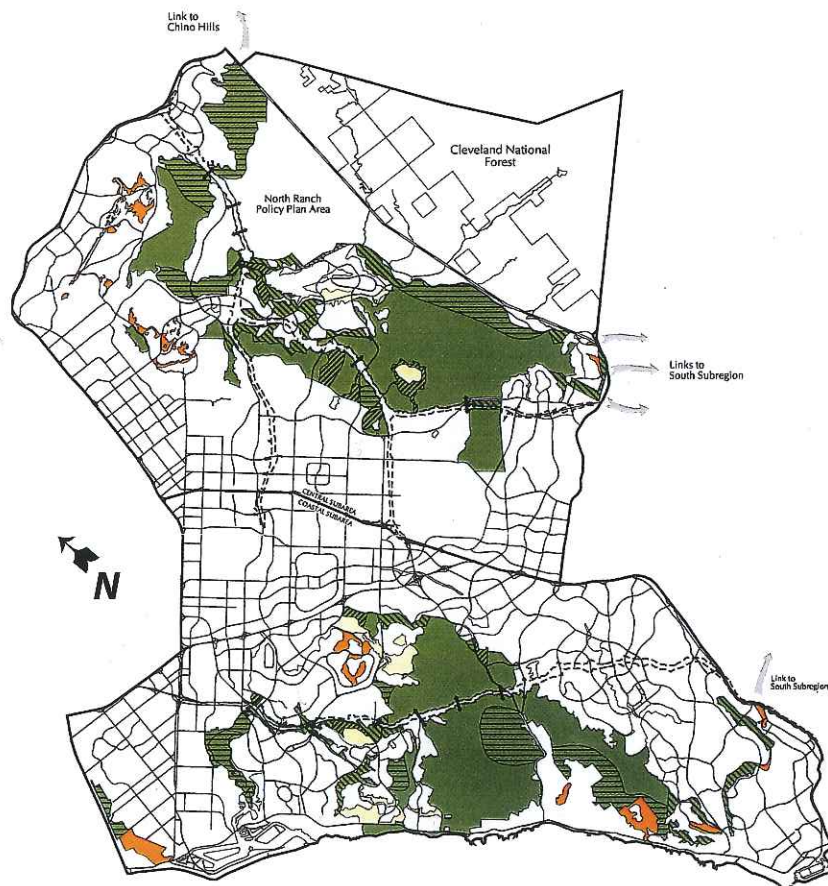 Link to
Chino Hills
Cleveland National
Forest
North Ranch
Policy Plan Area
Links to
South Subregion
CENTRAL SUBAREA
COASTAL SUBAREA
N
Link to
South Subregion